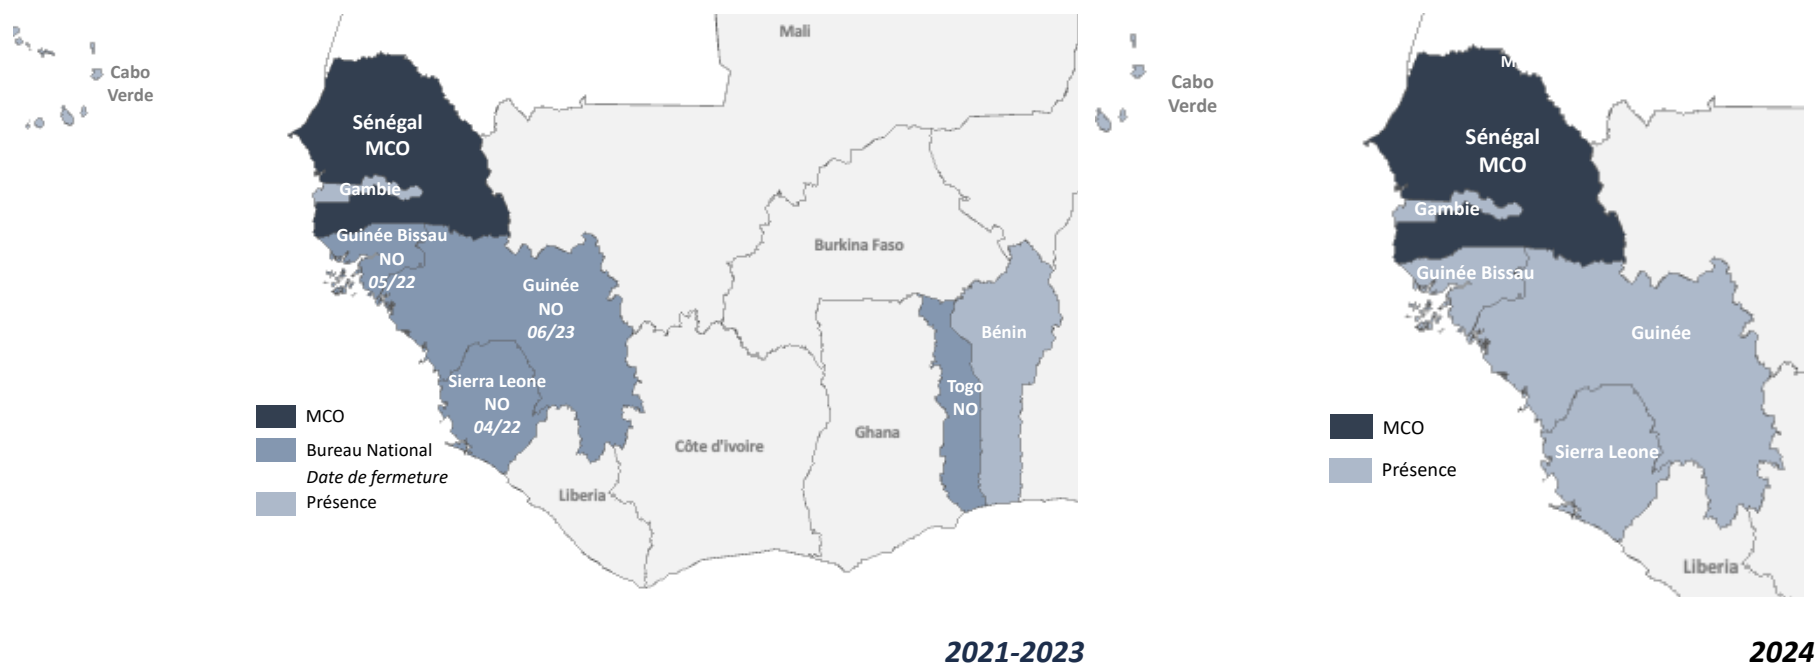 Mali
Cabo
Verde
Sénégal
MCO
Gambie
Guinée Bissau
NO
05/22
Burkina Faso
Guinée
NO
06/23
Bénin
Sierra Leone
NO
04/22
Togo
NO
Ghana
Côte d'ivoire
Liberia
MCO
Bureau National
Date de fermeture
Présence
2021-2023
Cabo
Verde
M
Sénégal
MCO
Gambie
Guinée Bissau
Guinée
Sierra Leone
Liberia
MCO
Présence
2024